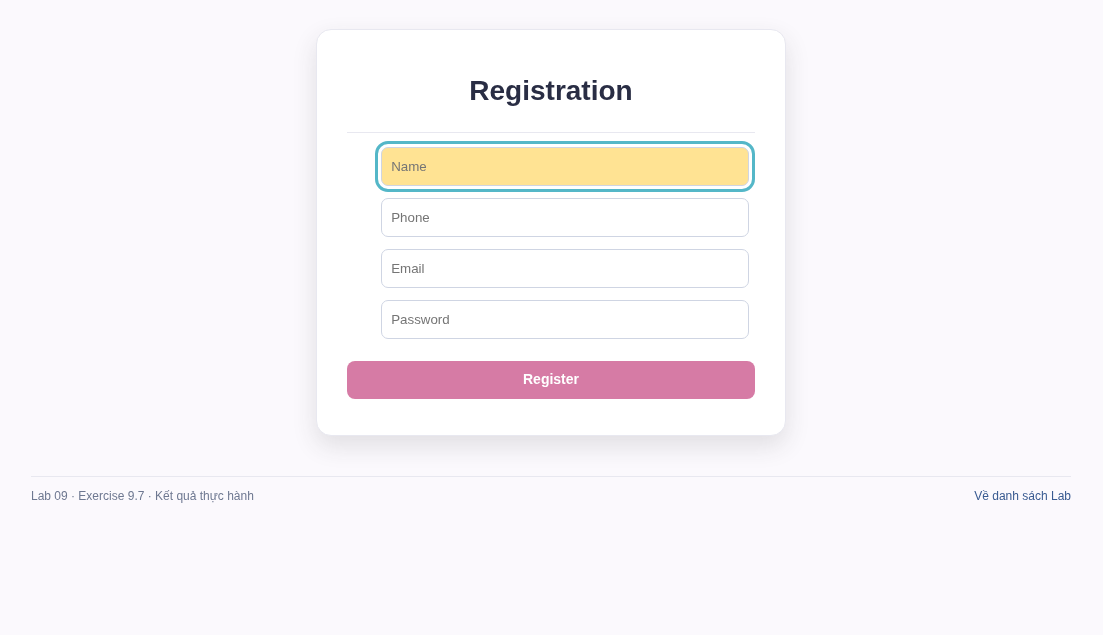 Registration
Name
Phone
Email
Password
Register
Lab 09 · Exercise 9.7 · Kết quả thực hành
Về danh sách Lab